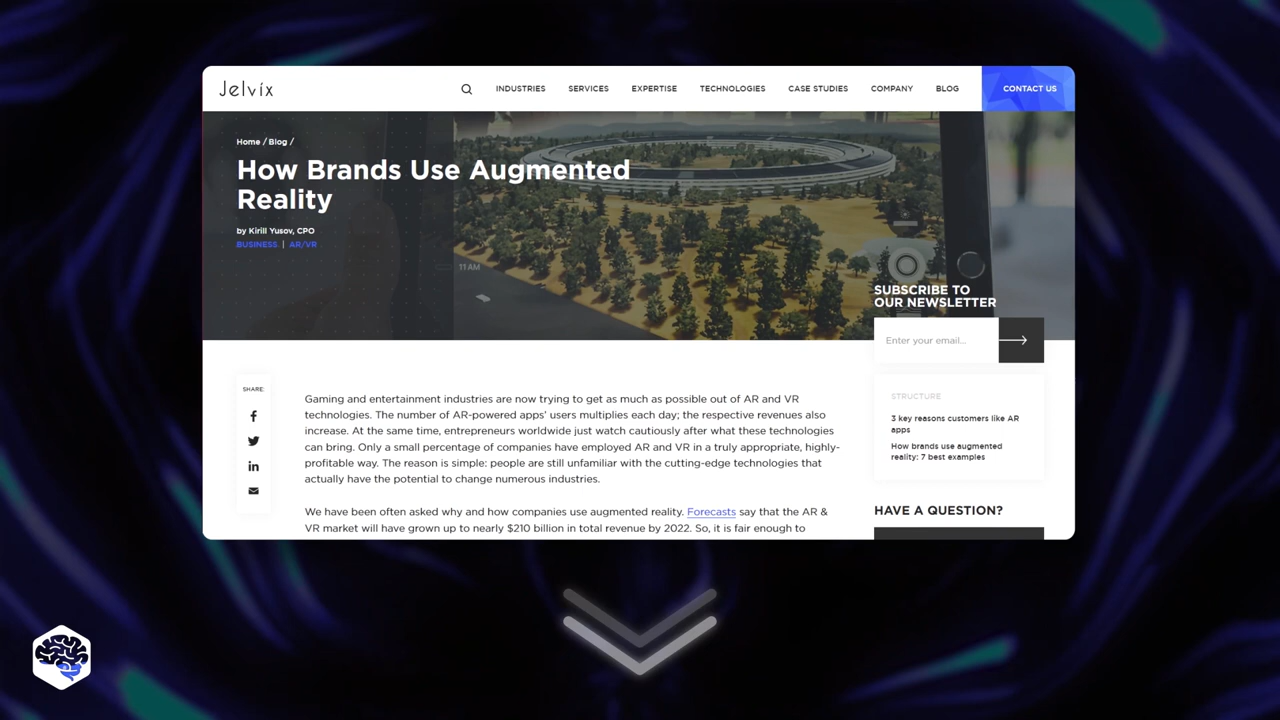 Jelvix
INDUSTRIES SERVICES EXPERTISE TECHNOLOGIES CASE STUDIES COMPANY BLOG CONTACT US
Home / Blog /
How Brands Use Augmented
Reality
by Kirill Yusov, CPO
BUSINESS | AR/VR
11 AM
SUBSCRIBE TO
OUR NEWSLETTER
Enter your email...
SHARE:
Gaming and entertainment industries are now trying to get as much as possible out of AR and VR
technologies. The number of AR-powered apps' users multiplies each day; the respective revenues also
increase. At the same time, entrepreneurs worldwide just watch cautiously after what these technologies
can bring. Only a small percentage of companies have employed AR and VR in a truly appropriate, highly-
profitable way. The reason is simple: people are still unfamiliar with the cutting-edge technologies that
actually have the potential to change numerous industries.
We have been often asked why and how companies use augmented reality. Forecasts say that the AR &
VR market will have grown up to nearly $210 billion in total revenue by 2022. So, it is fair enough to
STRUCTURE
3 key reasons customers like AR
apps
How brands use augmented
reality: 7 best examples
HAVE A QUESTION?